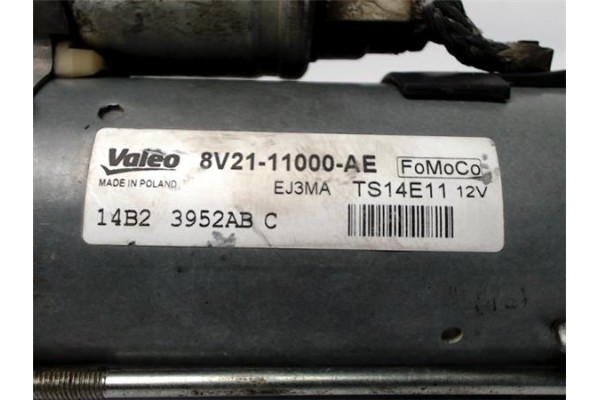 Valeo 8V21-11000-AE FoMoCo
MADE IN POLAND EJ3MA TS14E11 12V
14B2 3952AB C